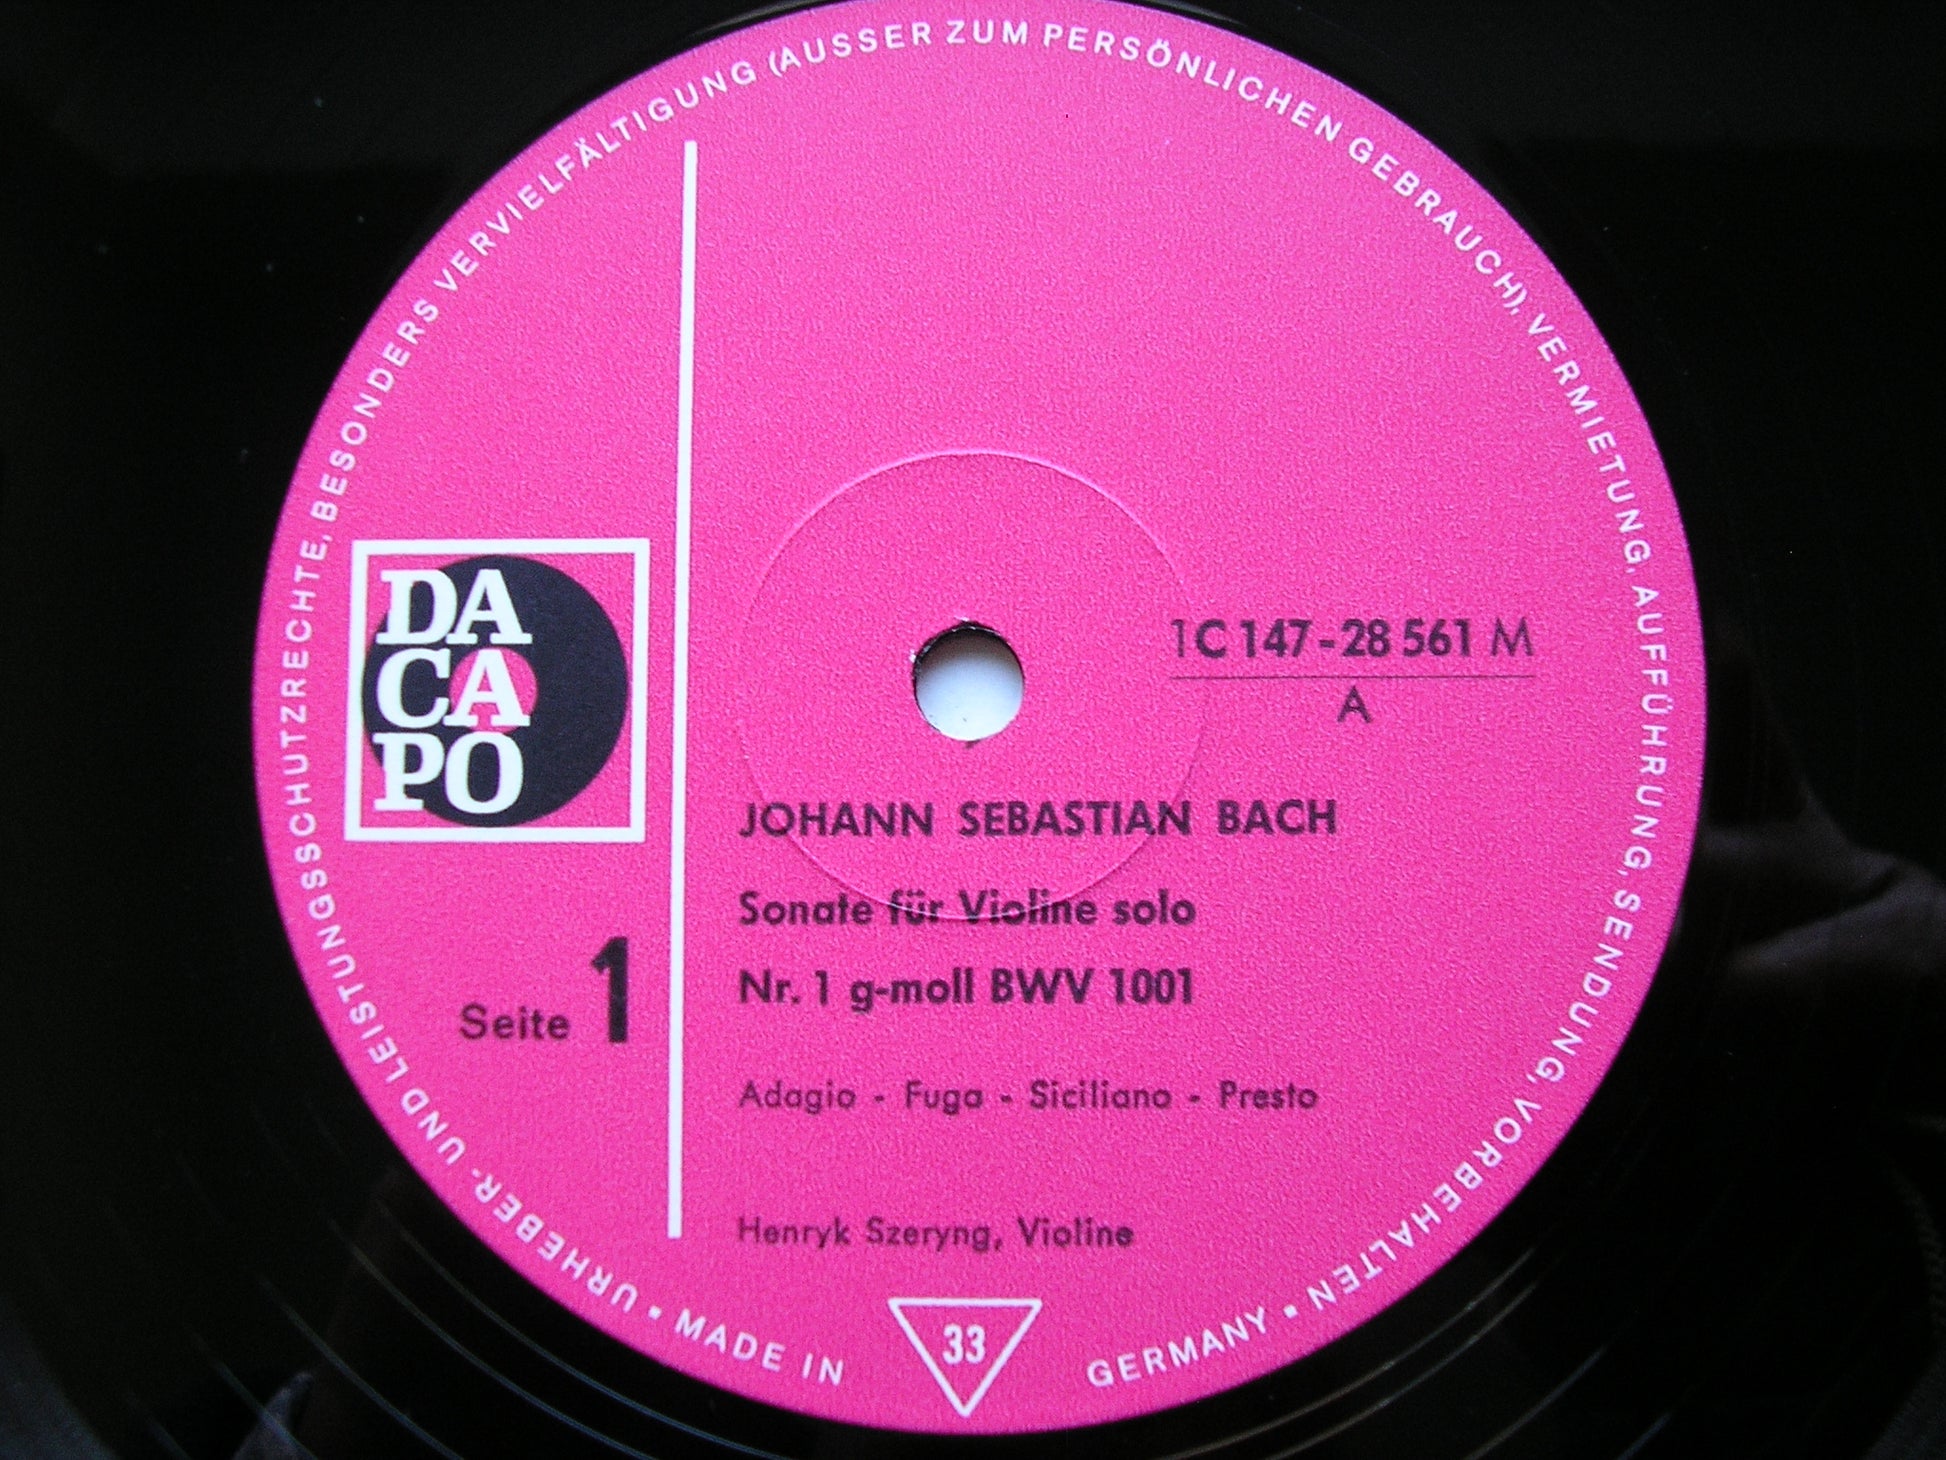 URHEBER- UND LEISTUNGSSCHUTZRECHTE, BESONDERS VERVIELFÄLTIGUNG (AUSSER ZUM PERSÖNLICHEN GEBRAUCH), VERMIETUNG, AUFFÜHRUNG, SENDUNG, VORBEHALTEN
DA
CA
PO
1C 147-28 561 M
A
JOHANN SEBASTIAN BACH
Sonate für Violine solo
Nr. 1 g-moll BWV 1001
Seite 1
Adagio - Fuga - Siciliano - Presto
Henryk Szeryng, Violine
MADE IN
33
GERMANY